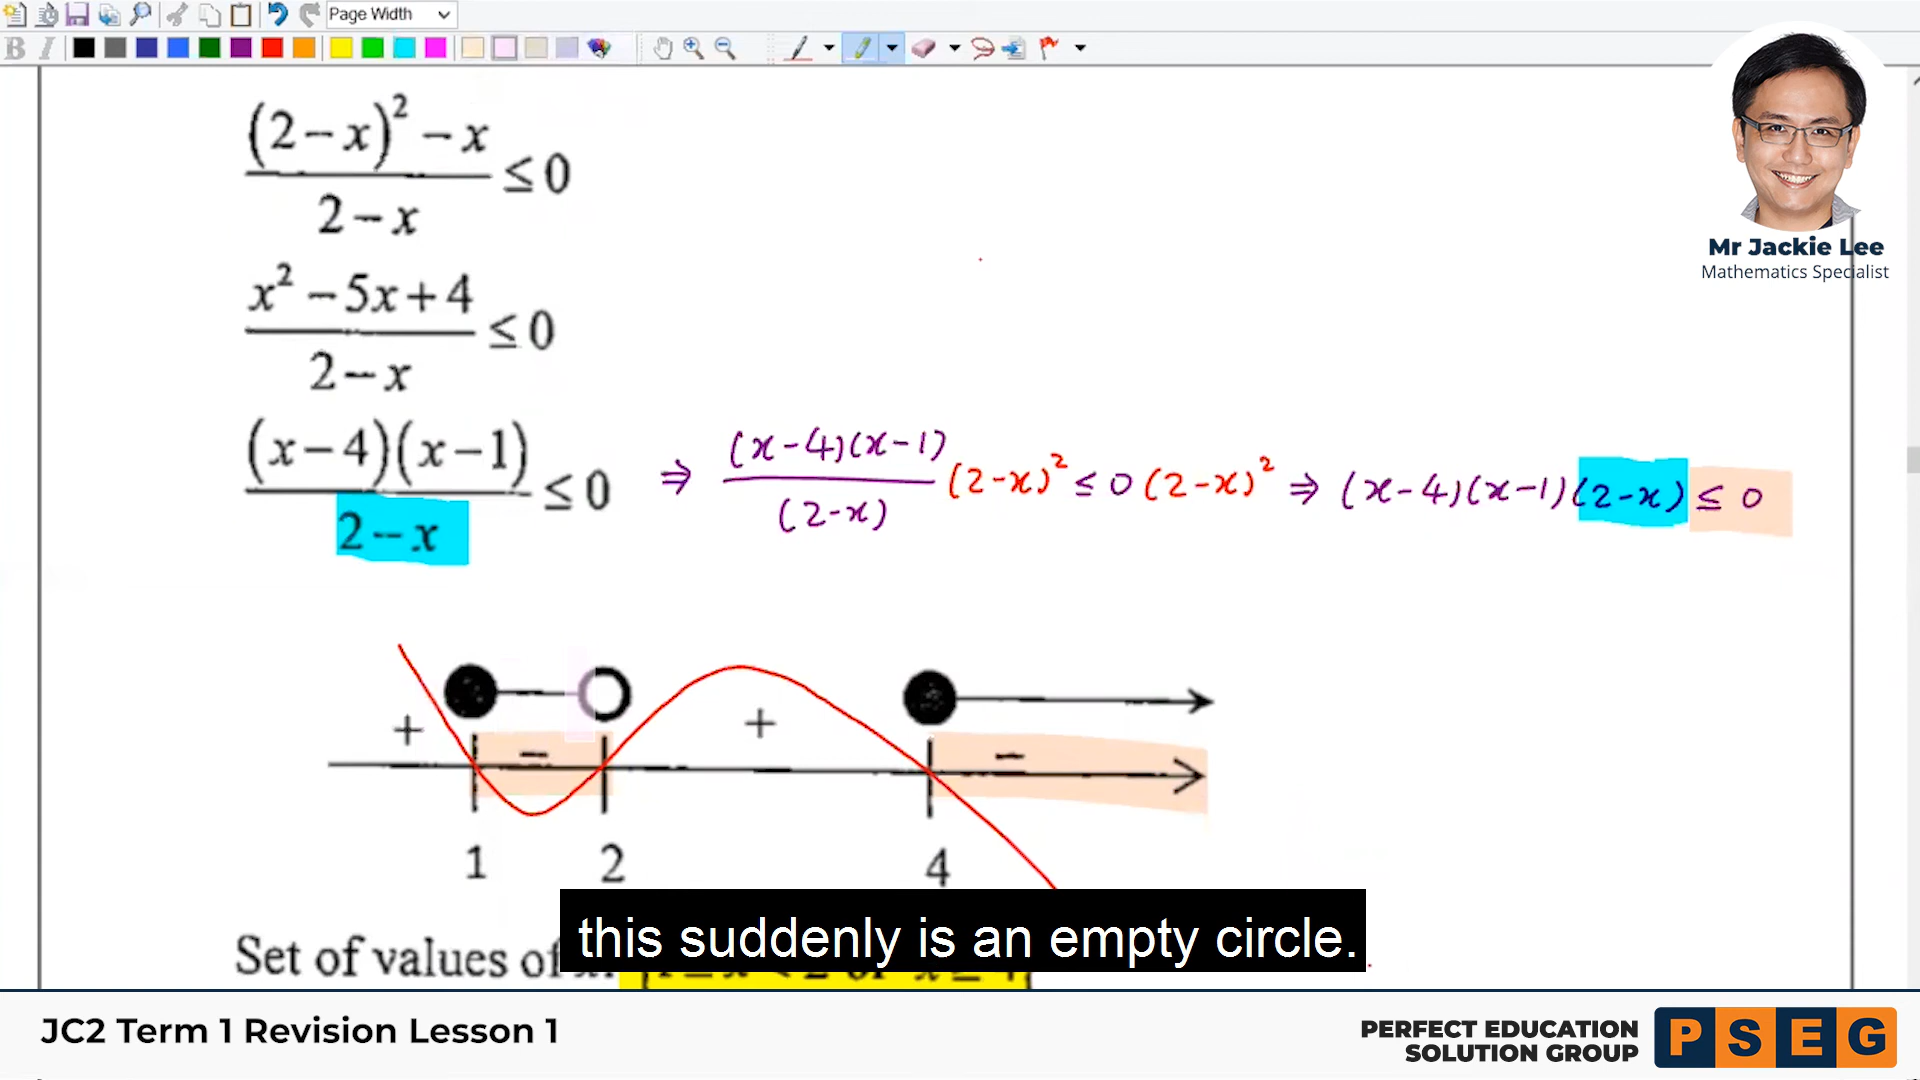 Page Width
B I
(2-x)² - x / 2-x ≤ 0
x² - 5x + 4 / 2-x ≤ 0
(x-4)(x-1) / 2-x ≤ 0 ⇒ (x-4)(x-1) / (2-x) (2-x)² ≤ 0 (2-x)² ⇒ (x-4)(x-1)(2-x) ≤ 0
+ - + -
1 2 4
Set of values of
this suddenly is an empty circle.
Mr Jackie Lee
Mathematics Specialist
JC2 Term 1 Revision Lesson 1
PERFECT EDUCATION
SOLUTION GROUP
PSEG